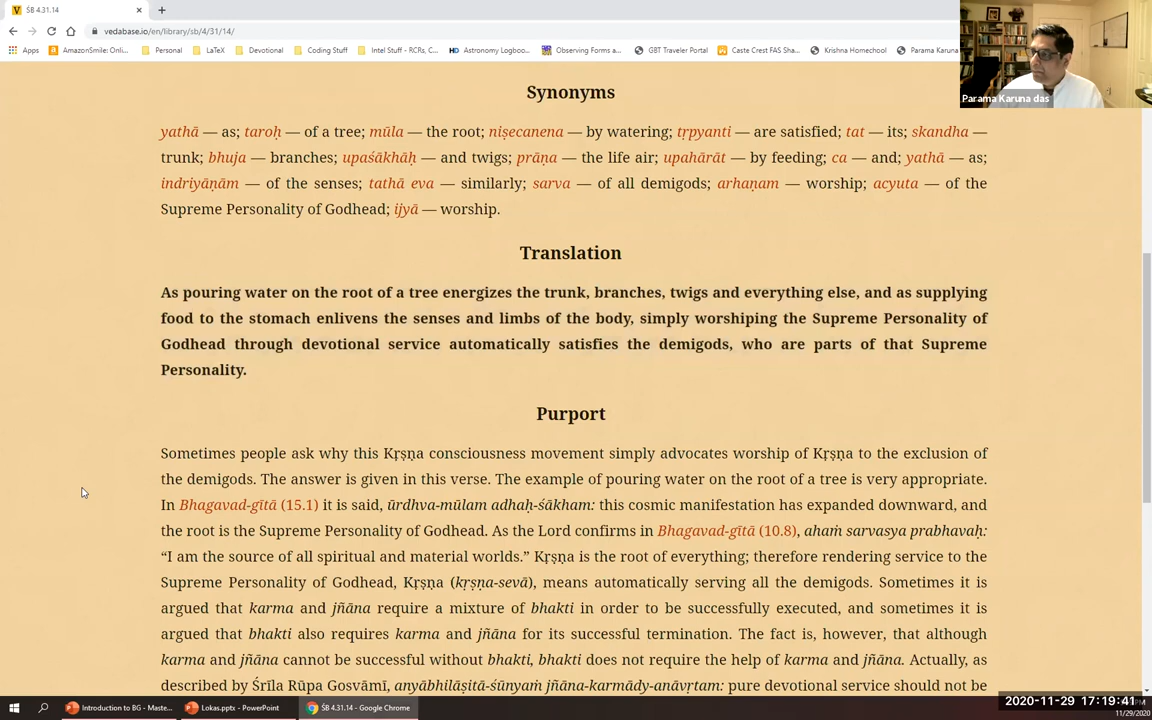 ŚB 4.31.14
vedabase.io/en/library/sb/4/31/14/
Apps AmazonSmile: Onli... Personal LaTeX Devotional Coding Stuff Intel Stuff - RCRs, C... Astronomy Logboo... Observing Forms a... GBT Traveler Portal Caste Crest FAS Sha... Krishna Homechool Parama Karuna
Parama Karuna das
Synonyms
yathā — as; taroḥ — of a tree; mūla — the root; niṣecanena — by watering; tṛpyanti — are satisfied; tat — its; skandha —
trunk; bhuja — branches; upaśākhāḥ — and twigs; prāṇa — the life air; upahārāt — by feeding; ca — and; yathā — as;
indriyāṇām — of the senses; tathā eva — similarly; sarva — of all demigods; arhaṇam — worship; acyuta — of the
Supreme Personality of Godhead; ijyā — worship.
Translation
As pouring water on the root of a tree energizes the trunk, branches, twigs and everything else, and as supplying
food to the stomach enlivens the senses and limbs of the body, simply worshiping the Supreme Personality of
Godhead through devotional service automatically satisfies the demigods, who are parts of that Supreme
Personality.
Purport
Sometimes people ask why this Kṛṣṇa consciousness movement simply advocates worship of Kṛṣṇa to the exclusion of
the demigods. The answer is given in this verse. The example of pouring water on the root of a tree is very appropriate.
In Bhagavad-gītā (15.1) it is said, ūrdhva-mūlam adhaḥ-śākham: this cosmic manifestation has expanded downward, and
the root is the Supreme Personality of Godhead. As the Lord confirms in Bhagavad-gītā (10.8), ahaṁ sarvasya prabhavaḥ:
“I am the source of all spiritual and material worlds.” Kṛṣṇa is the root of everything; therefore rendering service to the
Supreme Personality of Godhead, Kṛṣṇa (kṛṣṇa-sevā), means automatically serving all the demigods. Sometimes it is
argued that karma and jñāna require a mixture of bhakti in order to be successfully executed, and sometimes it is
argued that bhakti also requires karma and jñāna for its successful termination. The fact is, however, that although
karma and jñāna cannot be successful without bhakti, bhakti does not require the help of karma and jñāna. Actually, as
described by Śrīla Rūpa Gosvāmī, anyābhilāṣitā-śūnyaṁ jñāna-karmādy-anāvṛtam: pure devotional service should not be
Introduction to BG - Maste... Lokas.pptx - PowerPoint ŚB 4.31.14 - Google Chrome
2020-11-29 17:19:41
11/29/2020